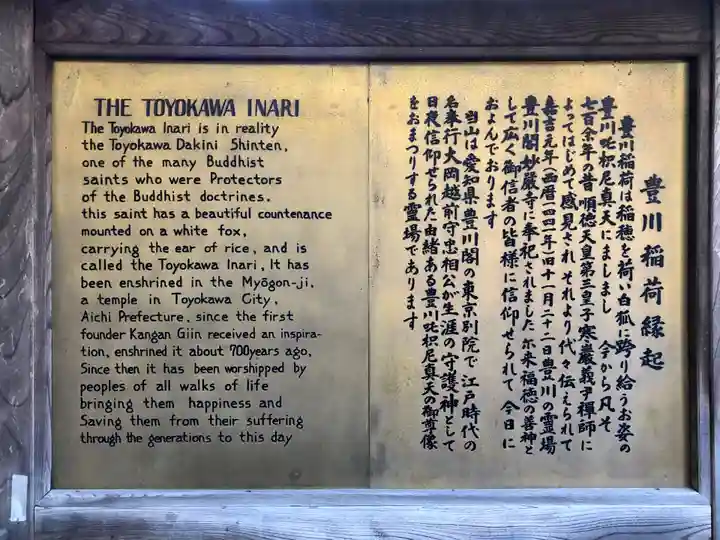 THE TOYOKAWA INARI
The Toyokawa Inari is in reality
the Toyokawa Dakini Shinten,
one of the many Buddhist
saints who were Protectors
of the Buddhist doctrines.
this saint has a beautiful countenance
mounted on a white fox,
carrying the ear of rice, and is
called the Toyokawa Inari, It has
been enshrined in the Myōgon-ji,
a temple in Toyokawa City,
Aichi Prefecture, since the first
founder Kangan Giin received an inspira-
tion, enshrined it about 700years ago,
Since then it has been worshipped by
peoples of all walks of life
bringing them happiness and
Saving them from their suffering
through the generations to this day
豊川稲荷縁起
豊川稲荷は稲穂を荷い白狐に跨り給うお姿の
豊川吒枳尼真天にましまし 今から凡そ
七百余年の昔 順徳天皇第三皇子 寒巖義尹禅師に
よってはじめて感見され それより代々伝えられて
嘉吉元年(西暦一四四一年)十一月二十二日豊川の霊場
豊川閣妙厳寺に奉祀されました 尓来福徳の善神と
して広く御信者の皆様に信仰せられて 今日に
およんでおります
当山は愛知県豊川閣の東京別院で 江戸時代の
名奉行大岡越前守忠相公が生涯の守護神として
日夜信仰せられた由緒ある豊川吒枳尼真天の御尊像
をおまつりする霊場であります